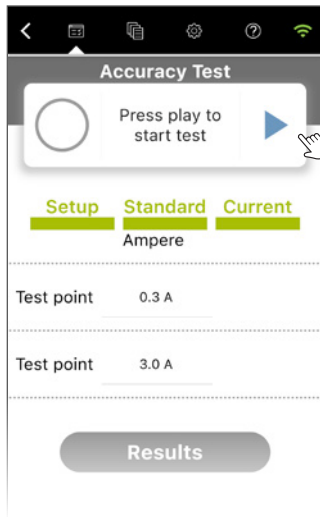 Accuracy Test
Press play to
start test
Setup Standard Current
Ampere
Test point 0.3 A
Test point 3.0 A
Results